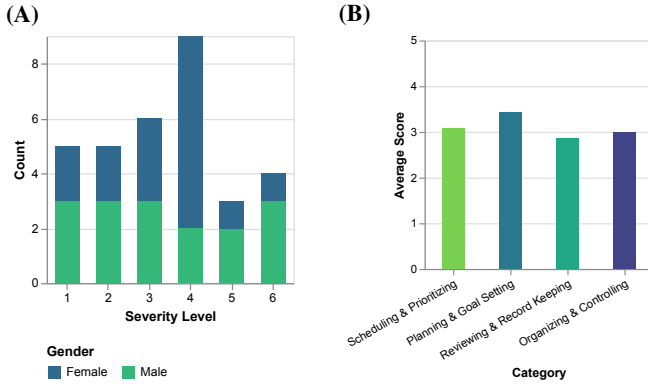 (A)
8
6
4
2
0
Count
1 2 3 4 5 6
Severity Level
Gender
Female Male
(B)
5
4
3
2
1
0
Average Score
Scheduling & Prioritizing
Planning & Goal Setting
Reviewing & Record Keeping
Organizing & Controlling
Category